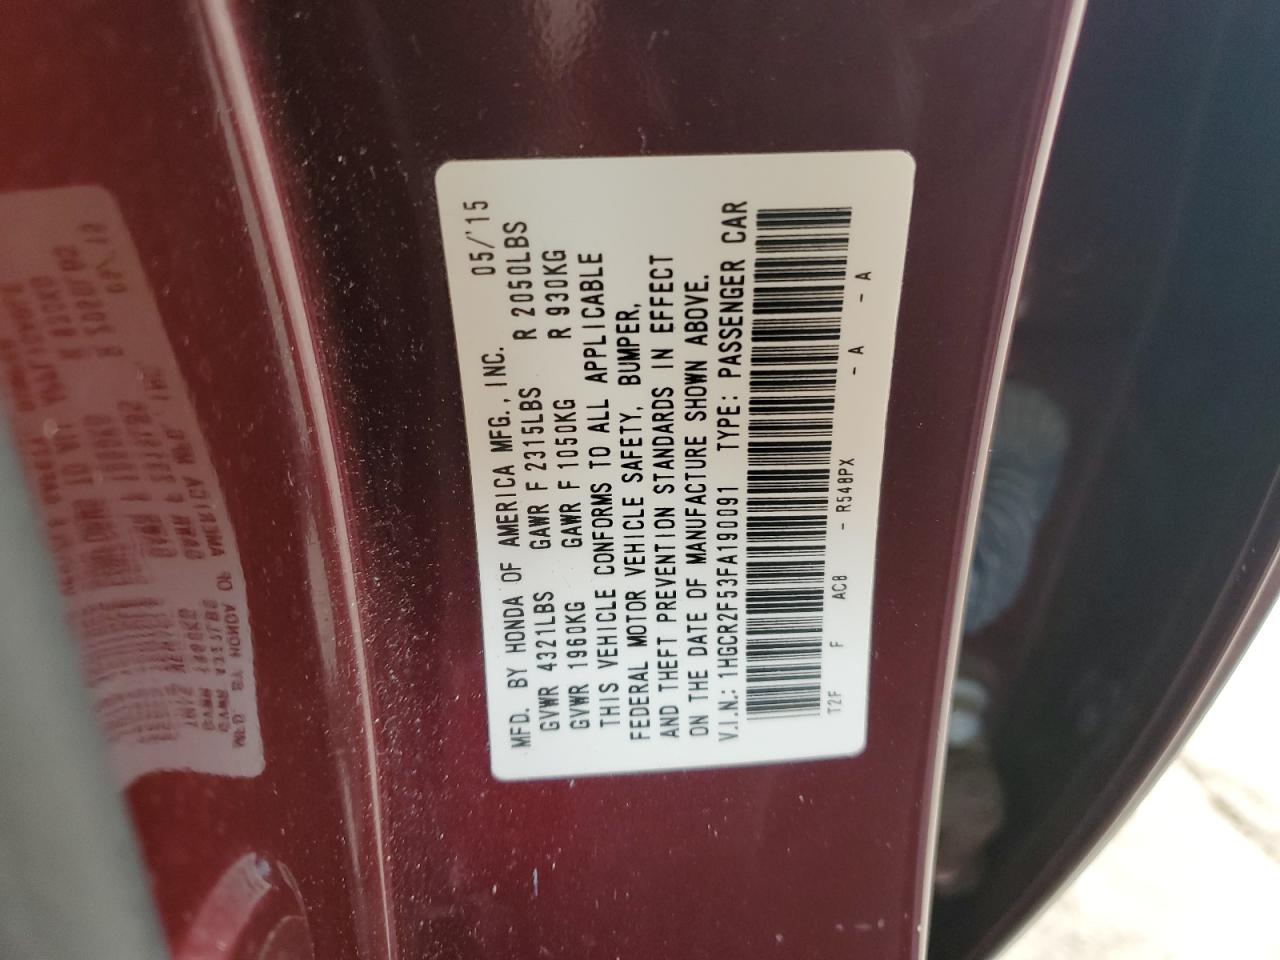 MFD. BY HONDA OF AMERICA MFG., INC. 05/'15
GVWR 4321LBS GAWR F 2315LBS R 2050LBS
GVWR 1960KG GAWR F 1050KG R 930KG
THIS VEHICLE CONFORMS TO ALL APPLICABLE
FEDERAL MOTOR VEHICLE SAFETY, BUMPER,
AND THEFT PREVENTION STANDARDS IN EFFECT
ON THE DATE OF MANUFACTURE SHOWN ABOVE.
V.I.N.: 1HGCR2F53FA190091 TYPE: PASSENGER CAR
T2F F AC8 - R548PX - A - A